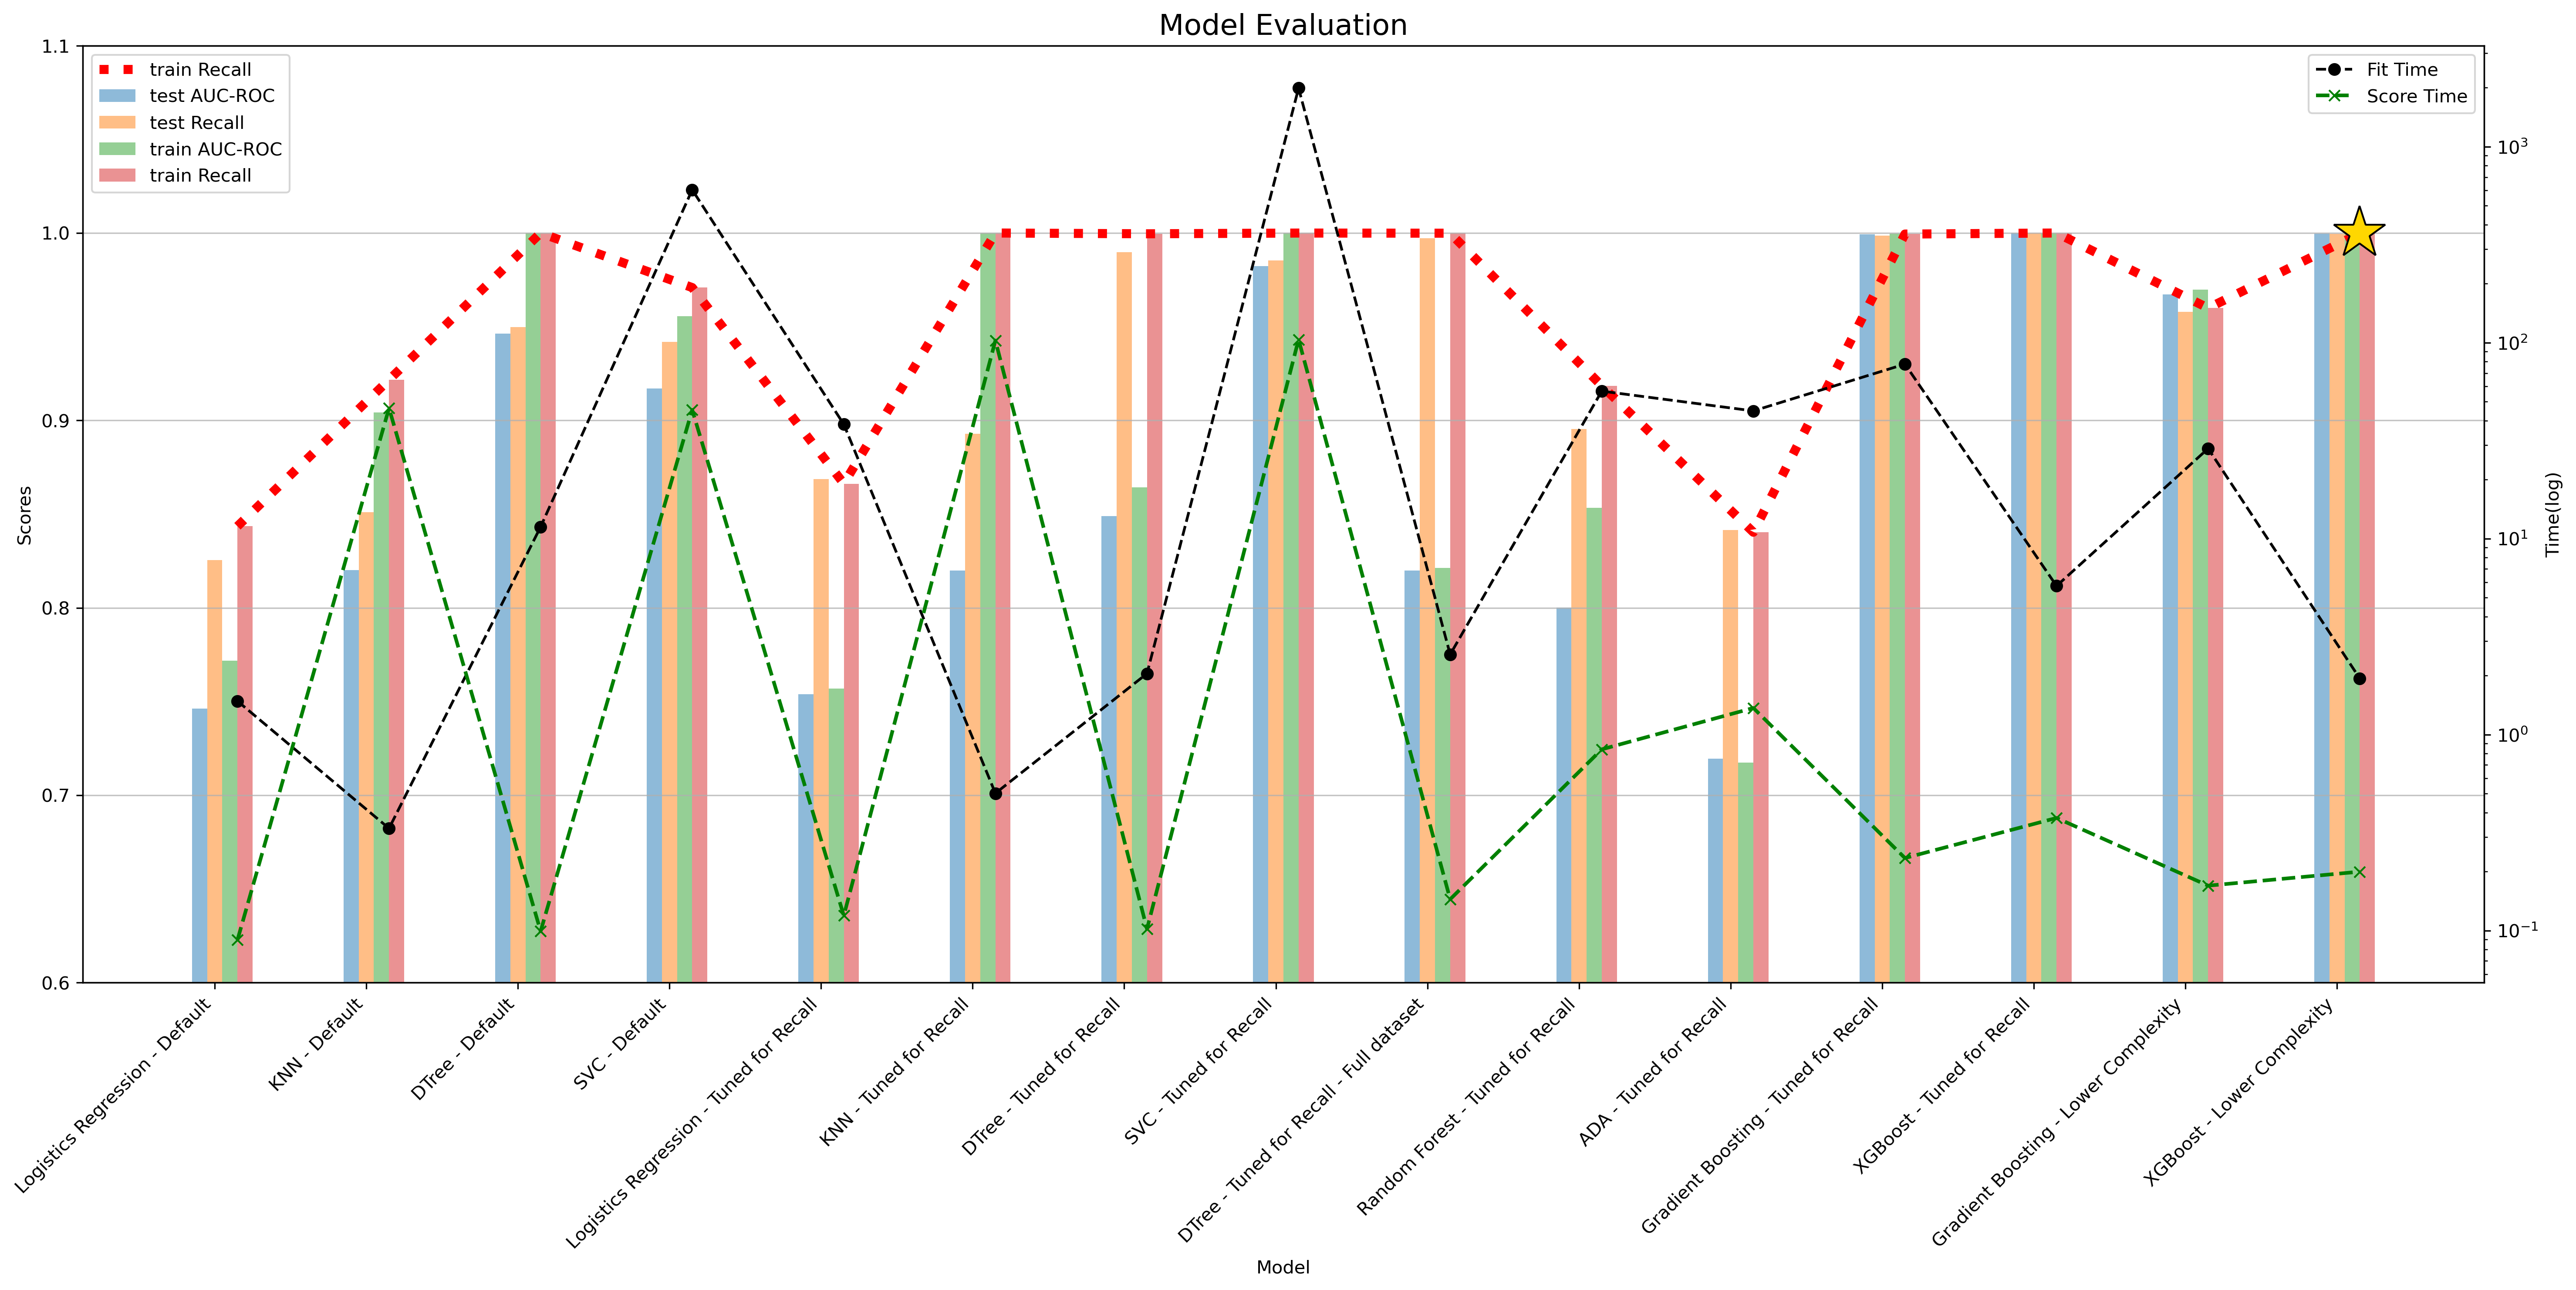 Model Evaluation
train Recall
test AUC-ROC
test Recall
train AUC-ROC
train Recall
Fit Time
Score Time
Scores
1.1
1.0
0.9
0.8
0.7
0.6
Time(log)
10³
10²
10¹
10⁰
10⁻¹
Logistics Regression - Default
KNN - Default
DTree - Default
SVC - Default
Logistics Regression - Tuned for Recall
KNN - Tuned for Recall
DTree - Tuned for Recall
SVC - Tuned for Recall
DTree - Tuned for Recall - Full dataset
Random Forest - Tuned for Recall
ADA - Tuned for Recall
Gradient Boosting - Tuned for Recall
XGBoost - Tuned for Recall
Gradient Boosting - Lower Complexity
XGBoost - Lower Complexity
Model